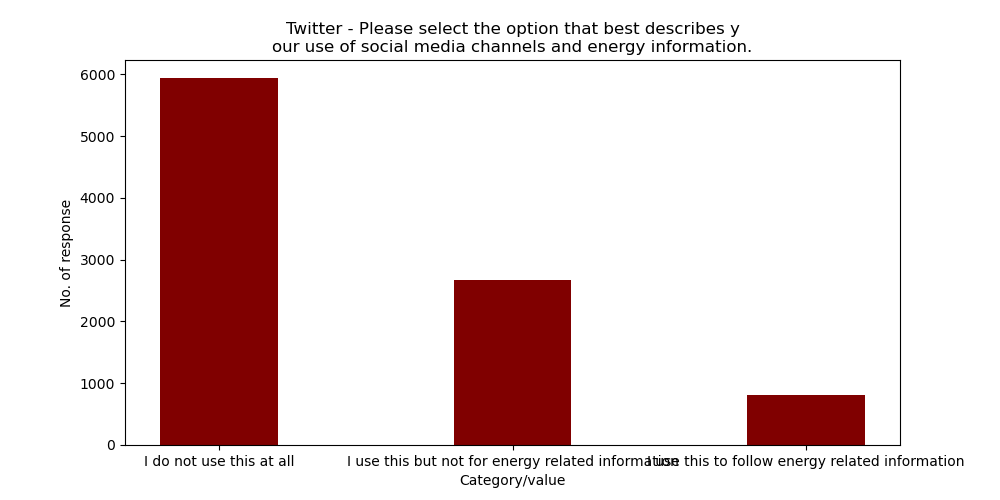 Twitter - Please select the option that best describes y
our use of social media channels and energy information.
6000
5000
4000
3000
2000
1000
0
No. of response
I do not use this at all
I use this but not for energy related information
I use this to follow energy related information
Category/value